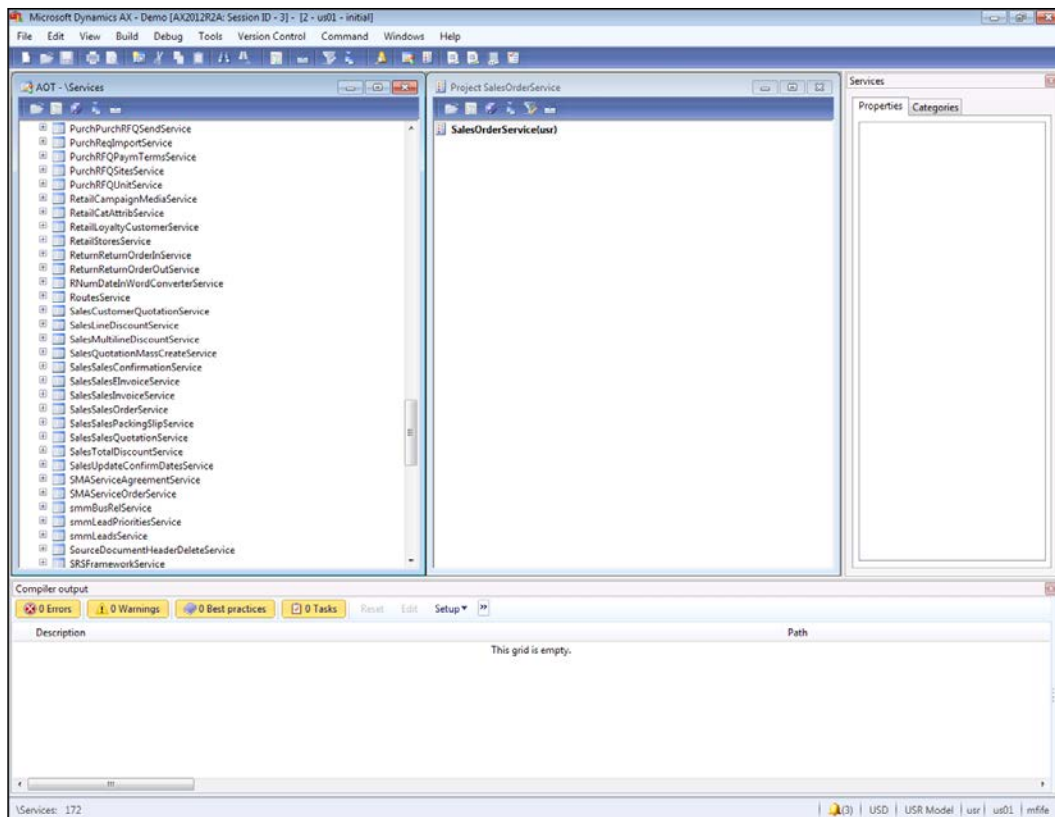 Microsoft Dynamics AX - Demo [AX2012R2A: Session ID - 3] - [2 - us01 - initial]
File Edit View Build Debug Tools Version Control Command Windows Help
AOT - \Services
Project SalesOrderService
Services
Properties Categories
SalesOrderService(usr)
PurchPurchRFQSendService
PurchReqImportService
PurchRFQPaymTermsService
PurchRFQSitesService
PurchRFQUnitService
RetailCampaignMediaService
RetailCatAttribService
RetailLoyaltyCustomerService
RetailStoresService
ReturnReturnOrderInService
ReturnReturnOrderOutService
RNumDateInWordConverterService
RoutesService
SalesCustomerQuotationService
SalesLineDiscountService
SalesMultilineDiscountService
SalesQuotationMassCreateService
SalesSalesConfirmationService
SalesSalesEInvoiceService
SalesSalesInvoiceService
SalesSalesOrderService
SalesSalesPackingSlipService
SalesSalesQuotationService
SalesTotalDiscountService
SalesUpdateConfirmDatesService
SMAServiceAgreementService
SMAServiceOrderService
smmBusRelService
smmLeadPrioritiesService
smmLeadsService
SourceDocumentHeaderDeleteService
SRSFrameworkService
Compiler output
0 Errors 0 Warnings 0 Best practices 0 Tasks Reset Edit Setup
Description Path
This grid is empty.
\Services: 172
(3) USD USR Model usr us01 mfife